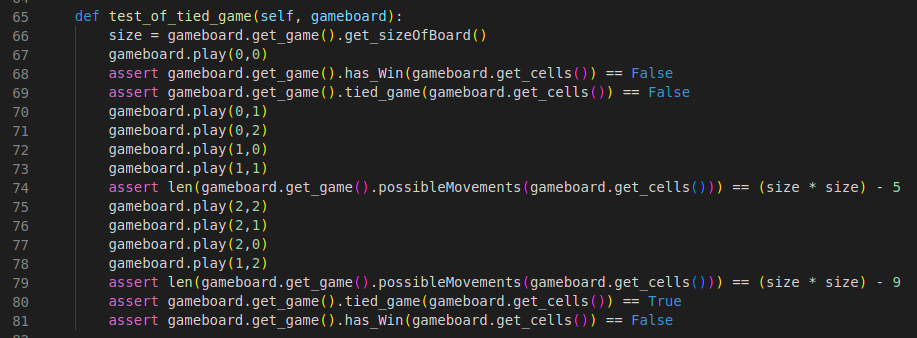 65 def test_of_tied_game(self, gameboard):
66 size = gameboard.get_game().get_sizeOfBoard()
67 gameboard.play(0,0)
68 assert gameboard.get_game().has_Win(gameboard.get_cells()) == False
69 assert gameboard.get_game().tied_game(gameboard.get_cells()) == False
70 gameboard.play(0,1)
71 gameboard.play(0,2)
72 gameboard.play(1,0)
73 gameboard.play(1,1)
74 assert len(gameboard.get_game().possibleMovements(gameboard.get_cells())) == (size * size) - 5
75 gameboard.play(2,2)
76 gameboard.play(2,1)
77 gameboard.play(2,0)
78 gameboard.play(1,2)
79 assert len(gameboard.get_game().possibleMovements(gameboard.get_cells())) == (size * size) - 9
80 assert gameboard.get_game().tied_game(gameboard.get_cells()) == True
81 assert gameboard.get_game().has_Win(gameboard.get_cells()) == False